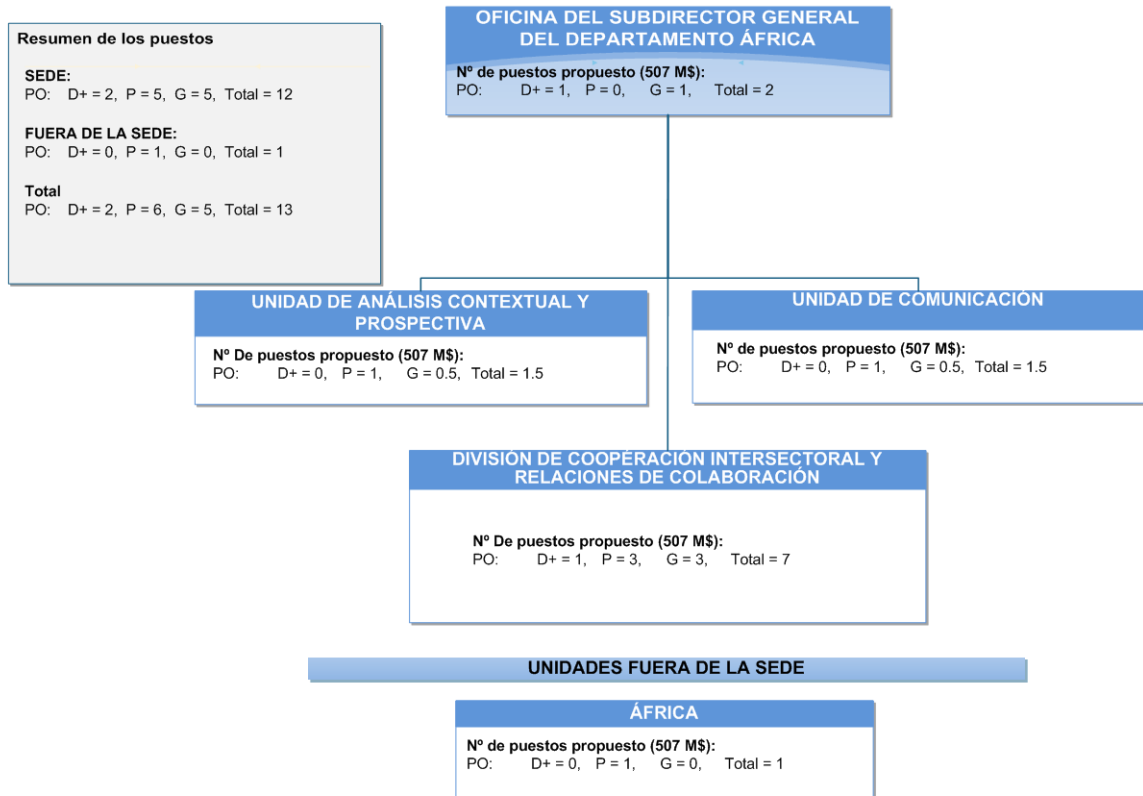 Resumen de los puestos
SEDE:
PO: D+ = 2, P = 5, G = 5, Total = 12
FUERA DE LA SEDE:
PO: D+ = 0, P = 1, G = 0, Total = 1
Total
PO: D+ = 2, P = 6, G = 5, Total = 13
OFICINA DEL SUBDIRECTOR GENERAL
DEL DEPARTAMENTO ÁFRICA
Nº de puestos propuesto (507 M$):
PO: D+ = 1, P = 0, G = 1, Total = 2
UNIDAD DE ANÁLISIS CONTEXTUAL Y
PROSPECTIVA
Nº De puestos propuesto (507 M$):
PO: D+ = 0, P = 1, G = 0.5, Total = 1.5
UNIDAD DE COMUNICACIÓN
Nº de puestos propuesto (507 M$):
PO: D+ = 0, P = 1, G = 0.5, Total = 1.5
DIVISIÓN DE COOPERACIÓN INTERSECTORAL Y
RELACIONES DE COLABORACIÓN
Nº De puestos propuesto (507 M$):
PO: D+ = 1, P = 3, G = 3, Total = 7
UNIDADES FUERA DE LA SEDE
ÁFRICA
Nº de puestos propuesto (507 M$):
PO: D+ = 0, P = 1, G = 0, Total = 1